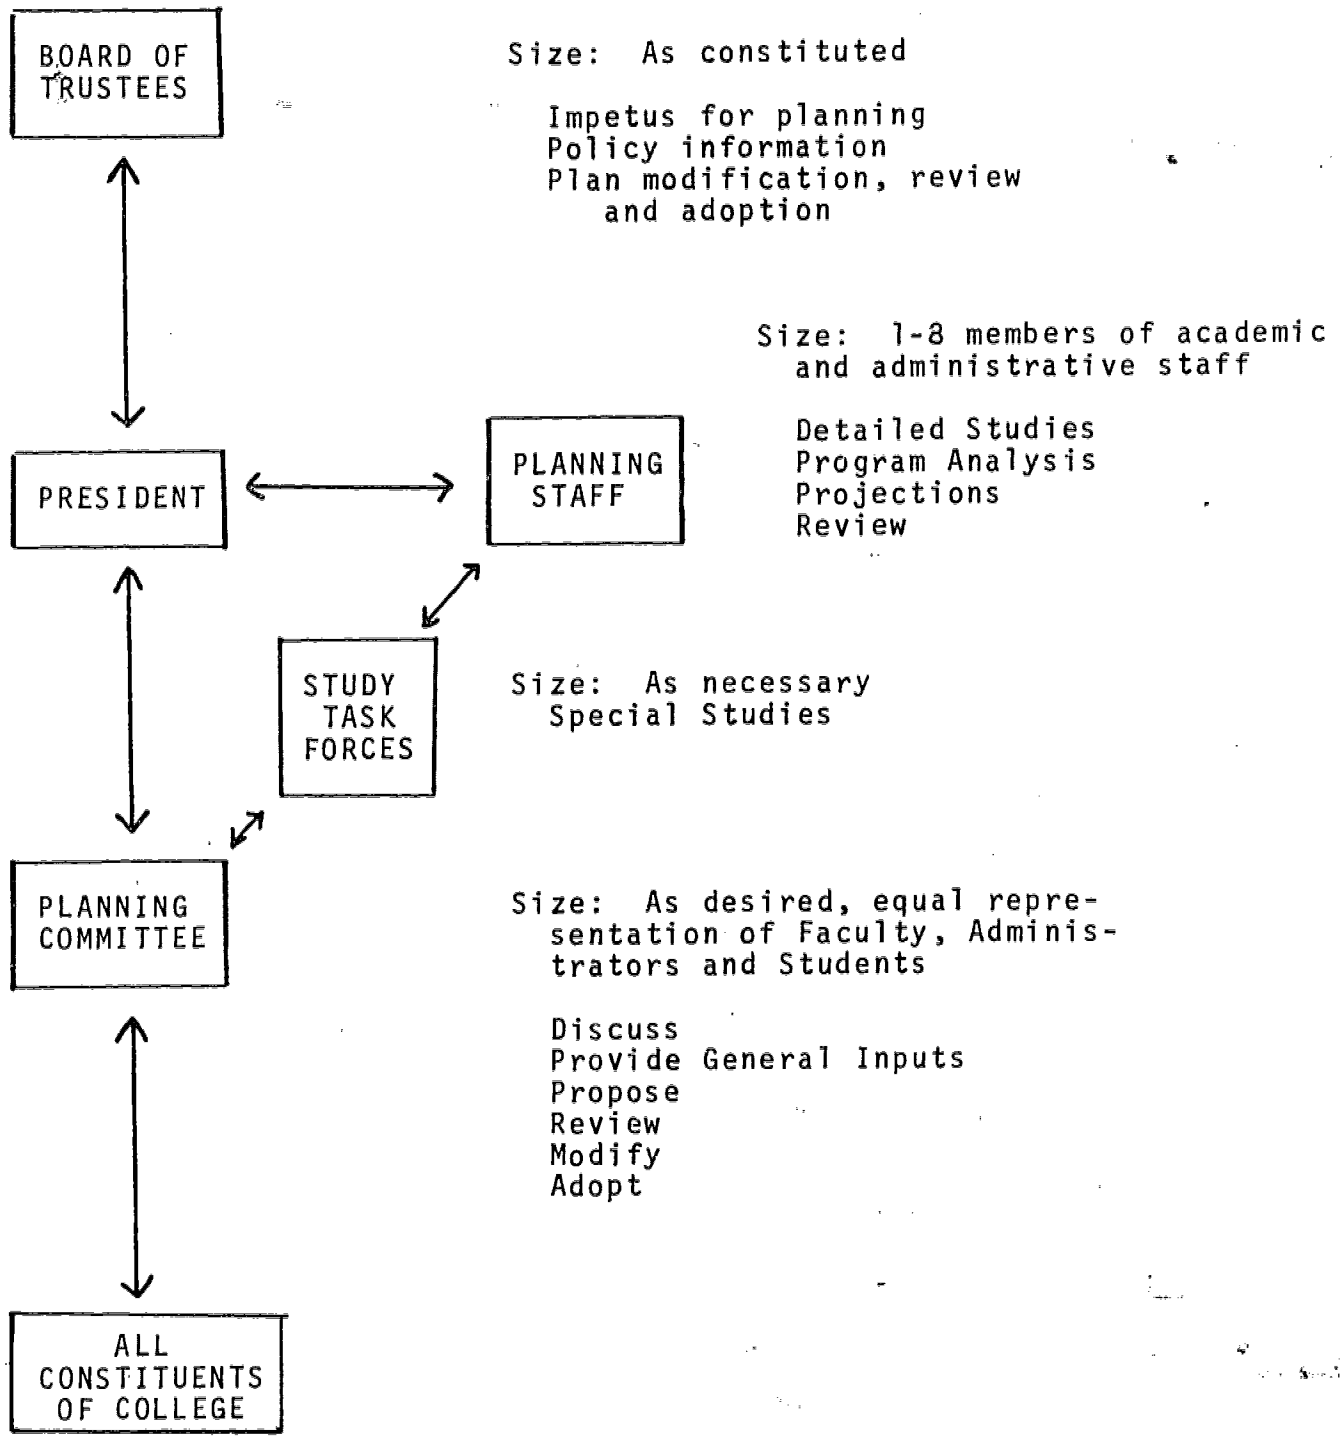 BOARD OF
TRUSTEES
Size: As constituted
Impetus for planning
Policy information
Plan modification, review
and adoption
Size: 1-8 members of academic
and administrative staff
Detailed Studies
Program Analysis
Projections
Review
PLANNING
STAFF
PRESIDENT
STUDY
TASK
FORCES
Size: As necessary
Special Studies
PLANNING
COMMITTEE
Size: As desired, equal repre-
sentation of Faculty, Adminis-
trators and Students
Discuss
Provide General Inputs
Propose
Review
Modify
Adopt
ALL
CONSTITUENTS
OF COLLEGE